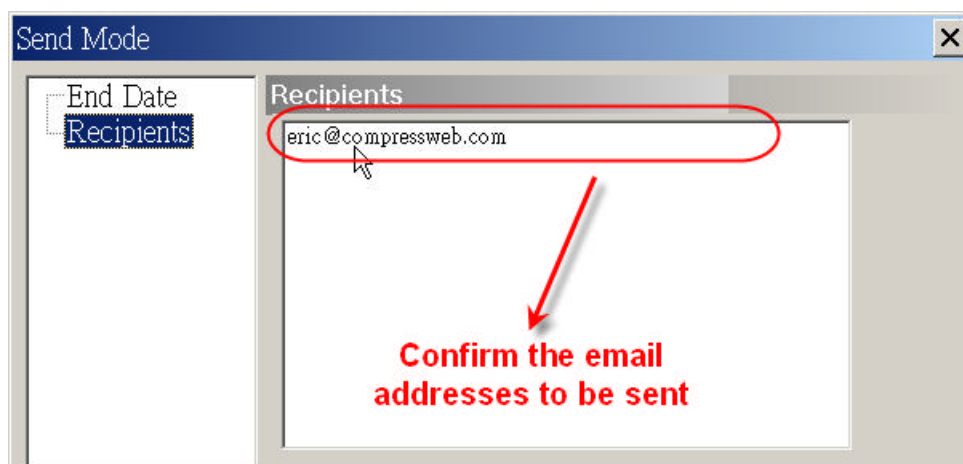 Send Mode
End Date
Recipients
Recipients
eric@compressweb.com
Confirm the email
addresses to be sent